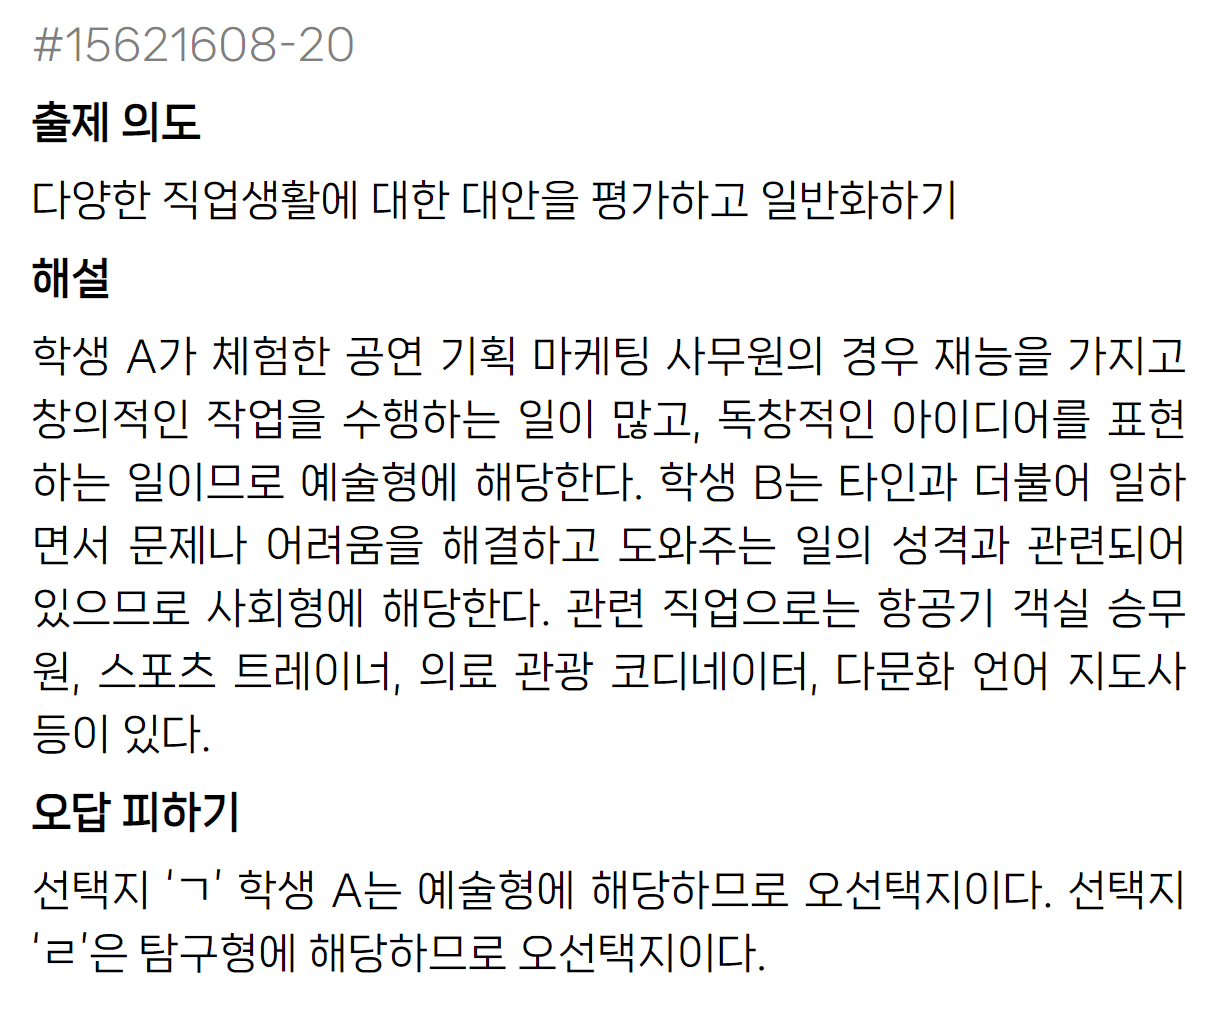 #15621608-20
출제 의도
다양한 직업생활에 대한 대안을 평가하고 일반화하기
해설
학생 A가 체험한 공연 기획 마케팅 사무원의 경우 재능을 가지고
창의적인 작업을 수행하는 일이 많고, 독창적인 아이디어를 표현
하는 일이므로 예술형에 해당한다. 학생 B는 타인과 더불어 일하
면서 문제나 어려움을 해결하고 도와주는 일의 성격과 관련되어
있으므로 사회형에 해당한다. 관련 직업으로는 항공기 객실 승무
원, 스포츠 트레이너, 의료 관광 코디네이터, 다문화 언어 지도사
등이 있다.
오답 피하기
선택지 ‘ㄱ’ 학생 A는 예술형에 해당하므로 오선택지이다. 선택지
‘ㄹ’은 탐구형에 해당하므로 오선택지이다.